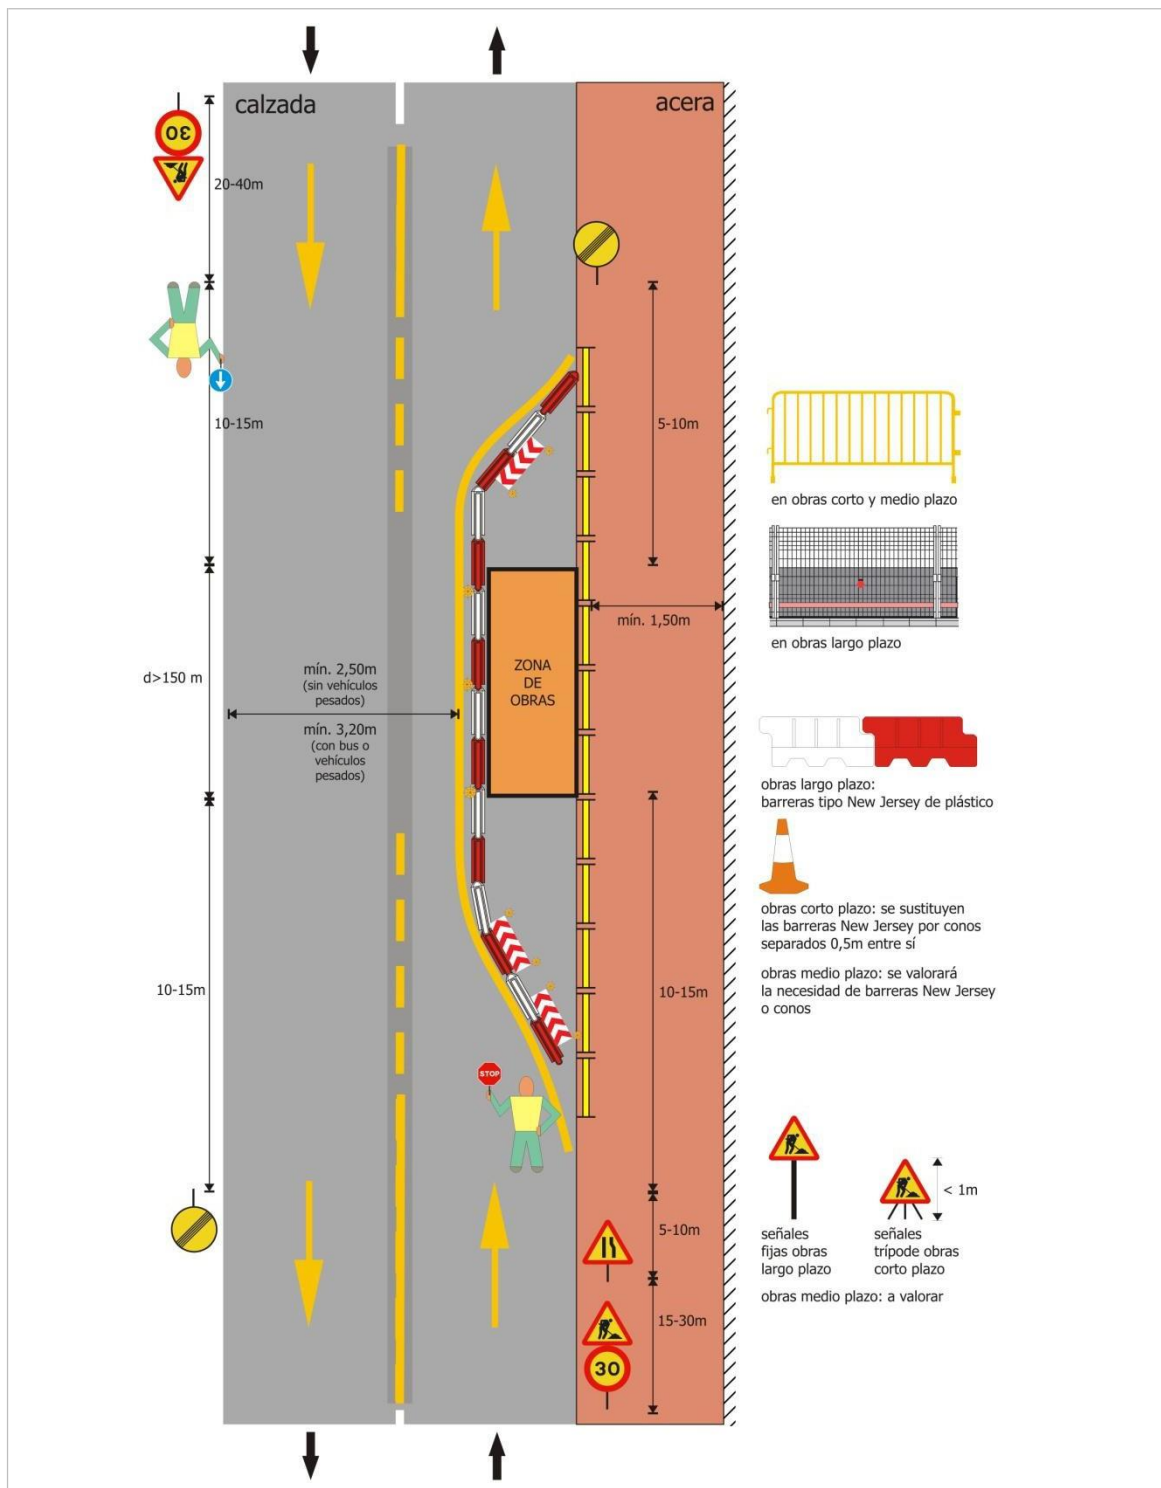 calzada
acera
30
20-40m
10-15m
5-10m
en obras corto y medio plazo
mín. 1,50m
en obras largo plazo
d>150 m
mín. 2,50m
(sin vehículos
pesados)
mín. 3,20m
(con bus o
vehículos
pesados)
ZONA
DE
OBRAS
obras largo plazo:
barreras tipo New Jersey de plástico
obras corto plazo: se sustituyen
las barreras New Jersey por conos
separados 0,5m entre sí
obras medio plazo: se valorará
la necesidad de barreras New Jersey
o conos
10-15m
10-15m
STOP
< 1m
5-10m
señales
fijas obras
largo plazo
señales
trípode obras
corto plazo
obras medio plazo: a valorar
15-30m
30